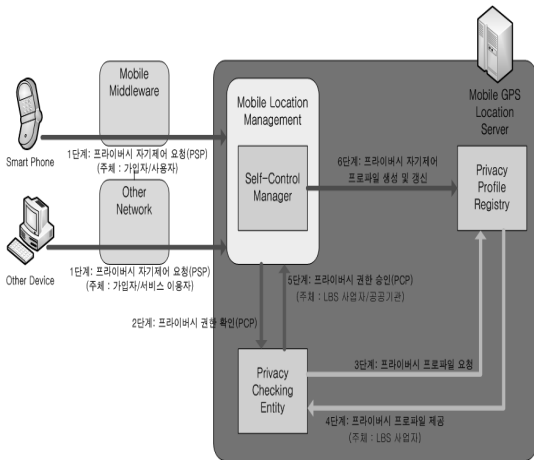 Mobile
Middleware
Mobile Location
Management
Mobile GPS
Location
Server
Smart Phone
1단계: 프라이버시 자기제어 요청(PSP)
(주체 : 가입자/사용자)
Self-Control
Manager
6단계: 프라이버시 자기제어
프로파일 생성 및 갱신
Privacy
Profile
Registry
Other
Network
Other Device
1단계: 프라이버시 자기제어 요청(PSP)
(주체 : 가입자/서비스 이용자)
5단계: 프라이버시 권한 승인(PCP)
(주체 : LBS 사업자/공공기관)
2단계: 프라이버시 권한 확인(PCP)
Privacy
Checking
Entity
3단계: 프라이버시 프로파일 요청
4단계: 프라이버시 프로파일 제공
(주체 : LBS 사업자)